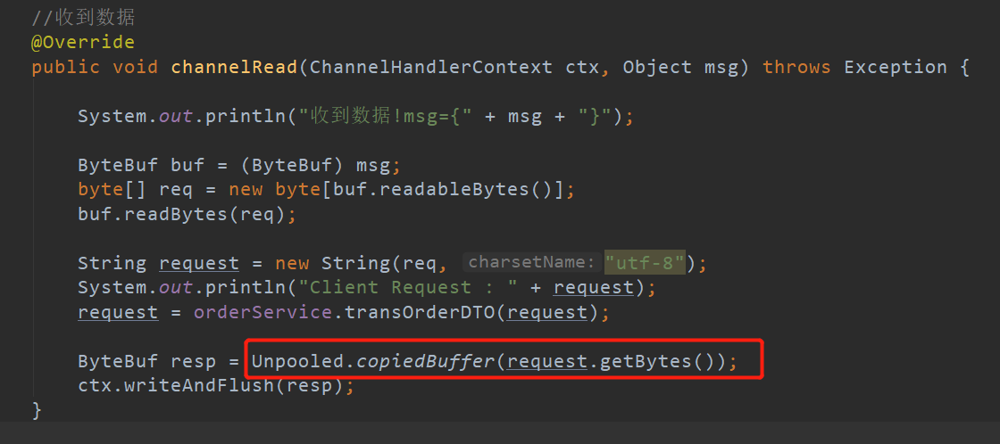 //收到数据
@Override
public void channelRead(ChannelHandlerContext ctx, Object msg) throws Exception {
System.out.println("收到数据!msg={" + msg + "}");
ByteBuf buf = (ByteBuf) msg;
byte[] req = new byte[buf.readableBytes()];
buf.readBytes(req);
String request = new String(req, charsetName: "utf-8");
System.out.println("Client Request : " + request);
request = orderService.transOrderDTO(request);
ByteBuf resp = Unpooled.copiedBuffer(request.getBytes());
ctx.writeAndFlush(resp);
}